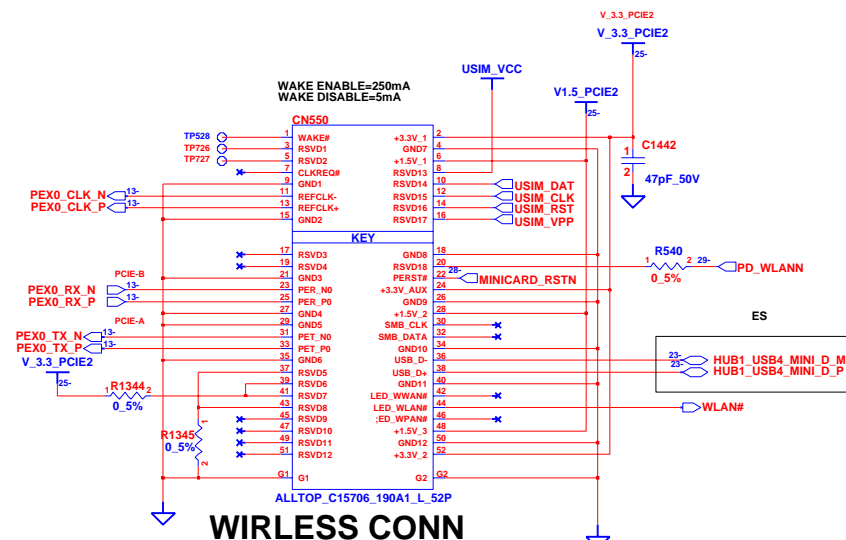 V_3.3_PCIE2
V_3.3_PCIE2
25-
USIM_VCC
V1.5_PCIE2
25-
WAKE ENABLE=250mA
WAKE DISABLE=5mA
CN550
C1442
1
2
47pF_50V
TP528 1 WAKE# +3.3V_1 2
TP726 3 RSVD1 GND7 4
TP727 5 RSVD2 +1.5V_1 6
7 CLKREQ# RSVD13 8
9 GND1 RSVD14 10 USIM_DAT
PEX0_CLK_N 13- 11 REFCLK- RSVD15 12 USIM_CLK
PEX0_CLK_P 13- 13 REFCLK+ RSVD16 14 USIM_RST
15 GND2 RSVD17 16 USIM_VPP
KEY
17 RSVD3 GND8 18
19 RSVD4 RSVD18 20
R540
1 2
0_5%
29- PD_WLANN
PCIE-B
21 GND3 PERST# 22 28- MINICARD_RSTN
PEX0_RX_N 13- 23 PER_N0 +3.3V_AUX 24
PEX0_RX_P 13- 25 PER_P0 GND9 26
27 GND4 +1.5V_2 28
PCIE-A
29 GND5 SMB_CLK 30
PEX0_TX_N 13- 31 PET_N0 SMB_DATA 32
PEX0_TX_P 13- 33 PET_P0 GND10 34
ES
35 GND6 USB_D- 36 23- HUB1_USB4_MINI_D_M
37 RSVD5 USB_D+ 38 23- HUB1_USB4_MINI_D_P
V_3.3_PCIE2
25-
R1344
1 2
0_5%
39 RSVD6 GND11 40
41 RSVD7 LED_WWAN# 42
43 RSVD8 LED_WLAN# 44 WLAN#
45 RSVD9 ;ED_WPAN# 46
47 RSVD10 +1.5V_3 48
49 RSVD11 GND12 50
51 RSVD12 +3.3V_2 52
R1345
1
0_5%
2
G1 G1 G2 G2
ALLTOP_C15706_190A1_L_52P
WIRLESS CONN